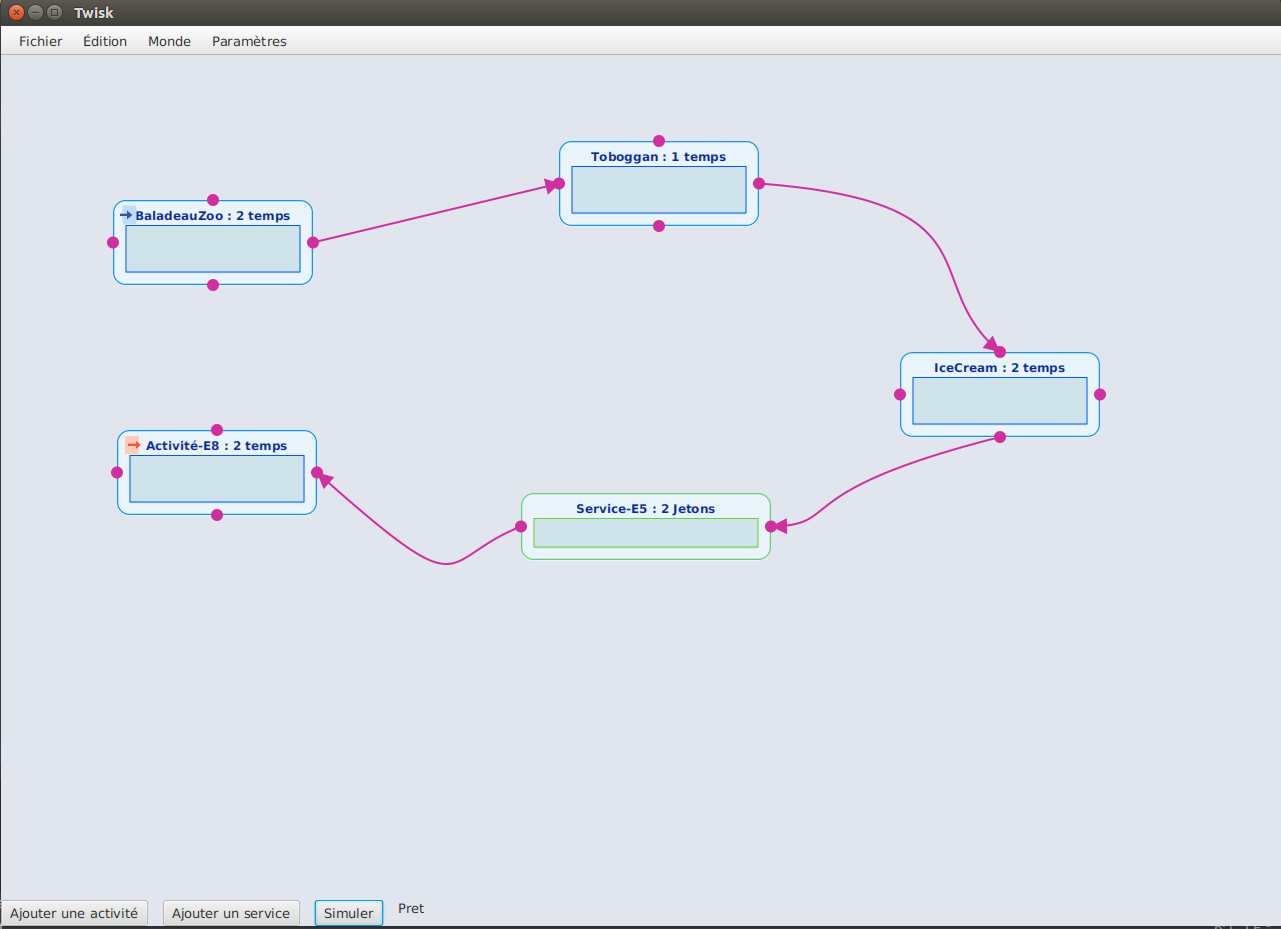 Twisk
Fichier Édition Monde Paramètres
Toboggan : 1 temps
BaladeauZoo : 2 temps
IceCream : 2 temps
Activité-E8 : 2 temps
Service-E5 : 2 Jetons
Ajouter une activité Ajouter un service Simuler Pret